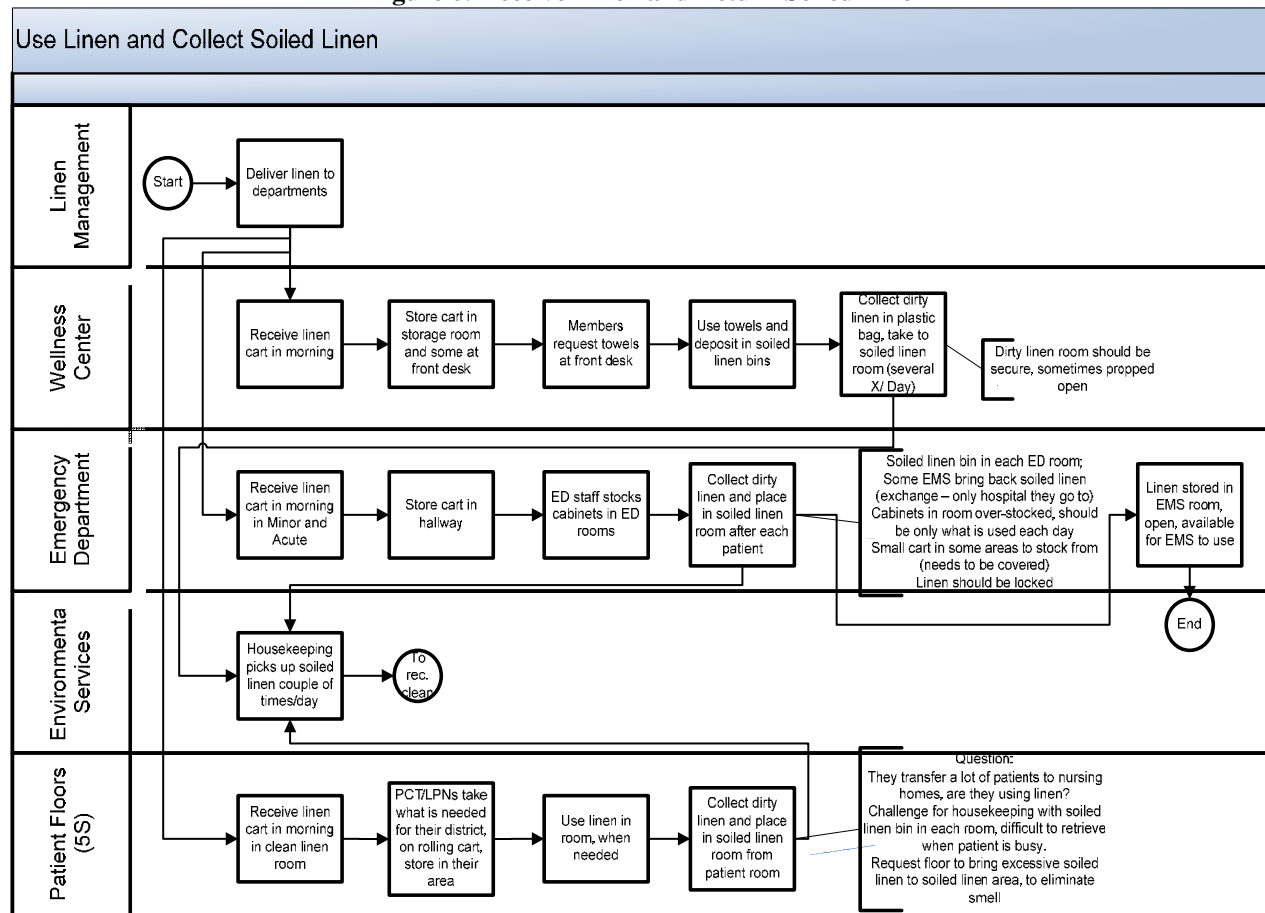 Use Linen and Collect Soiled Linen
Linen
Management
Start
Deliver linen to
departments
Wellness
Center
Receive linen
cart in morning
Store cart in
storage room
and some at
front desk
Members
request towels
at front desk
Use towels and
deposit in soiled
linen bins
Collect dirty
linen in plastic
bag, take to
soiled linen
room (several
X/ Day)
Dirty linen room should be
secure, sometimes propped
open
Emergency
Department
Receive linen
cart in morning
in Minor and
Acute
Store cart in
hallway
ED staff stocks
cabinets in ED
rooms
Collect dirty
linen and place
in soiled linen
room after each
patient
Soiled linen bin in each ED room;
Some EMS bring back soiled linen
(exchange – only hospital they go to)
Cabinets in room over-stocked, should
be only what is used each day
Small cart in some areas to stock from
(needs to be covered)
Linen should be locked
Linen stored in
EMS room,
open, available
for EMS to use
End
Environmenta
Services
Housekeeping
picks up soiled
linen couple of
times/day
To
rec.
clean
Patient Floors
(5S)
Receive linen
cart in morning
in clean linen
room
PCT/LPNs take
what is needed
for their district,
on rolling cart,
store in their
area
Use linen in
room, when
needed
Collect dirty
linen and place
in soiled linen
room from
patient room
Question:
They transfer a lot of patients to nursing
homes, are they using linen?
Challenge for housekeeping with soiled
linen bin in each room, difficult to retrieve
when patient is busy.
Request floor to bring excessive soiled
linen to soiled linen area, to eliminate
smell